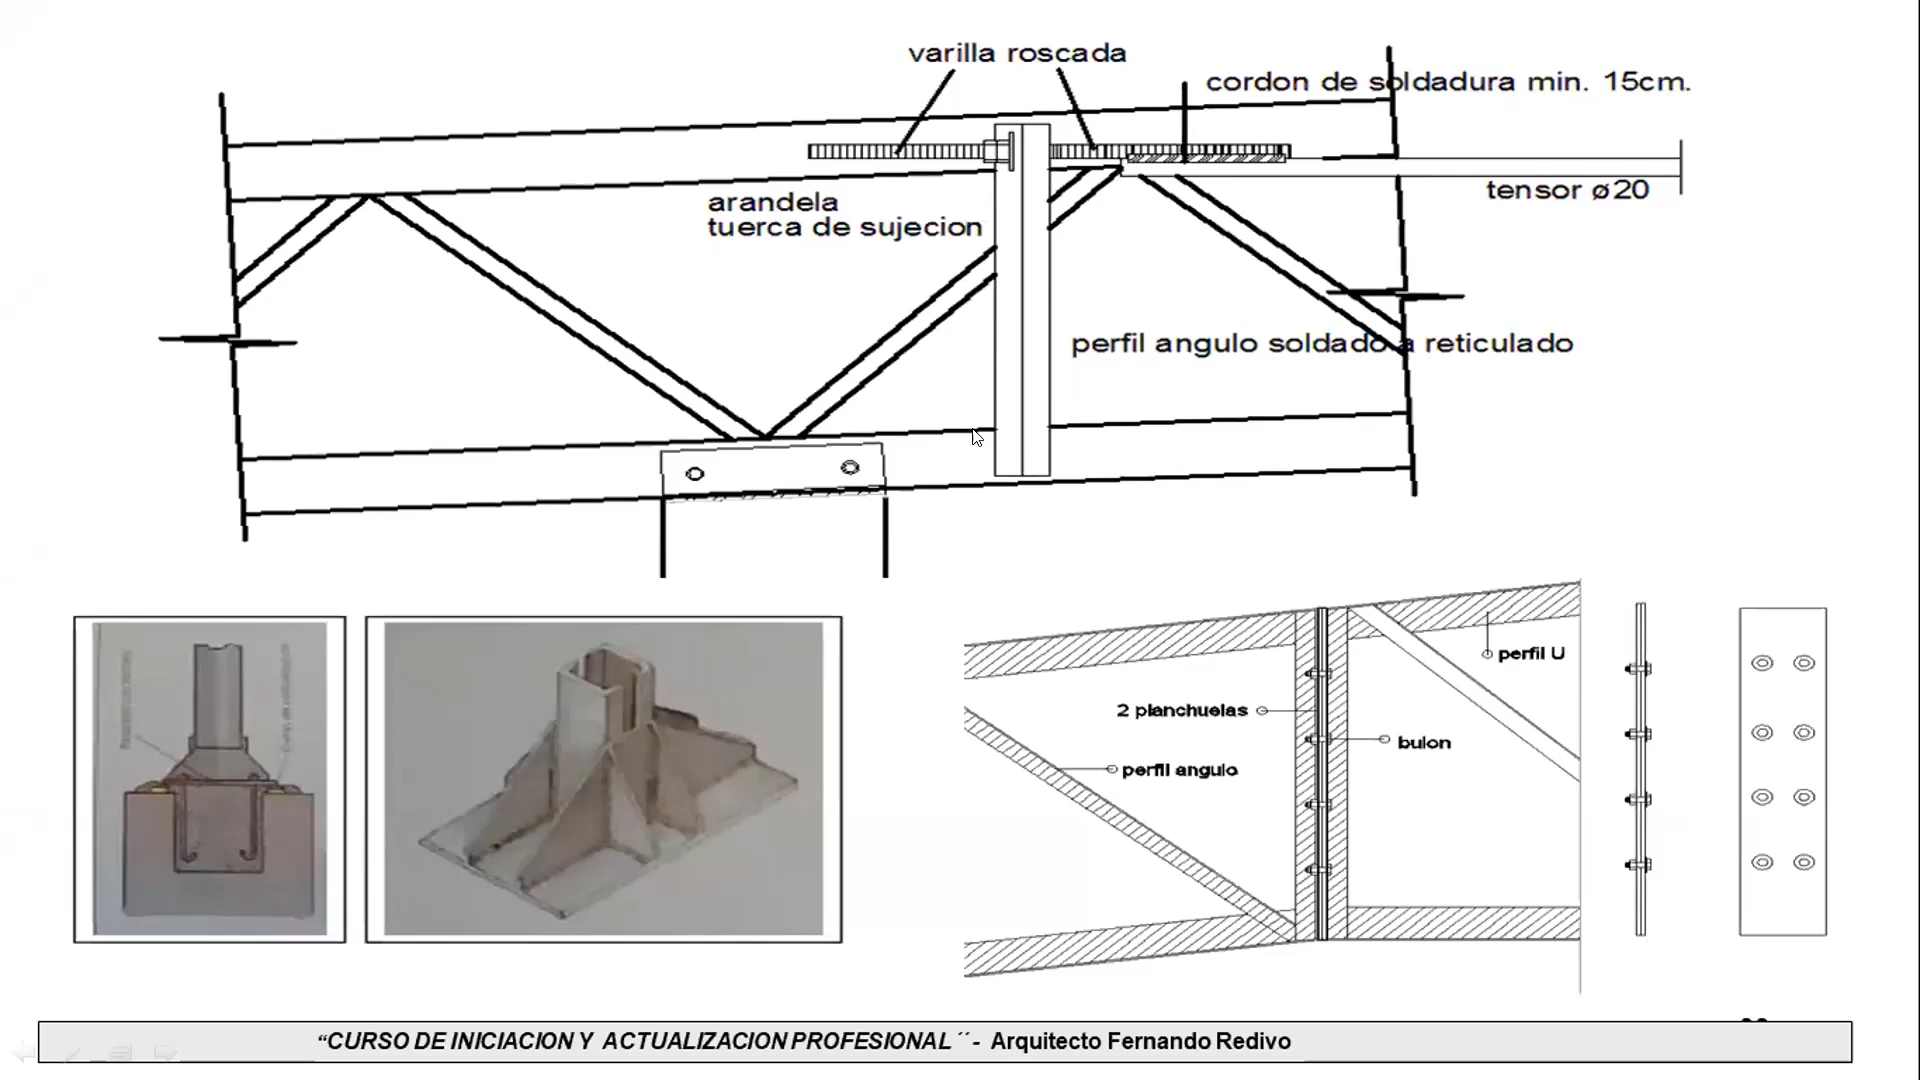 varilla roscada
cordon de soldadura min. 15cm.
arandela
tuerca de sujecion
tensor ø20
perfil angulo soldado a reticulado
perfil U
2 planchuelas
bulon
perfil angulo
“CURSO DE INICIACION Y ACTUALIZACION PROFESIONAL ´´ - Arquitecto Fernando Redivo